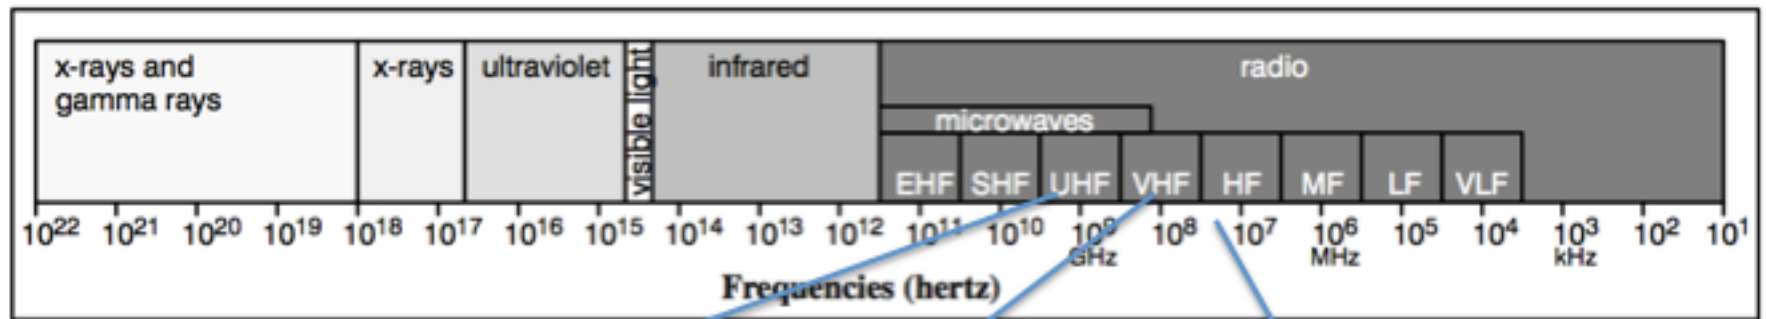 x-rays and gamma rays
x-rays
ultraviolet
visible light
infrared
radio
microwaves
EHF SHF UHF VHF HF MF LF VLF
10²² 10²¹ 10²⁰ 10¹⁹ 10¹⁸ 10¹⁷ 10¹⁶ 10¹⁵ 10¹⁴ 10¹³ 10¹² 10¹¹ 10¹⁰ 10⁹ 10⁸ 10⁷ 10⁶ 10⁵ 10⁴ 10³ 10² 10¹
GHz MHz kHz
Frequencies (hertz)